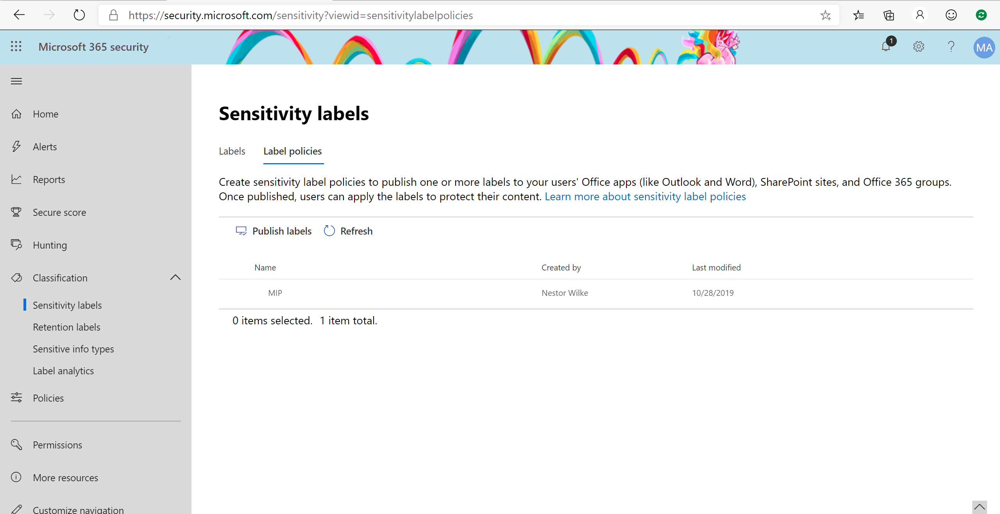 https://security.microsoft.com/sensitivity?viewid=sensitivitylabelpolicies
Microsoft 365 security
1
MA
Home
Alerts
Reports
Secure score
Hunting
Classification
Sensitivity labels
Retention labels
Sensitive info types
Label analytics
Policies
Permissions
More resources
Customize navigation
Sensitivity labels
Labels Label policies
Create sensitivity label policies to publish one or more labels to your users' Office apps (like Outlook and Word), SharePoint sites, and Office 365 groups.
Once published, users can apply the labels to protect their content. Learn more about sensitivity label policies
Publish labels Refresh
Name Created by Last modified
MIP Nestor Wilke 10/28/2019
0 items selected. 1 item total.